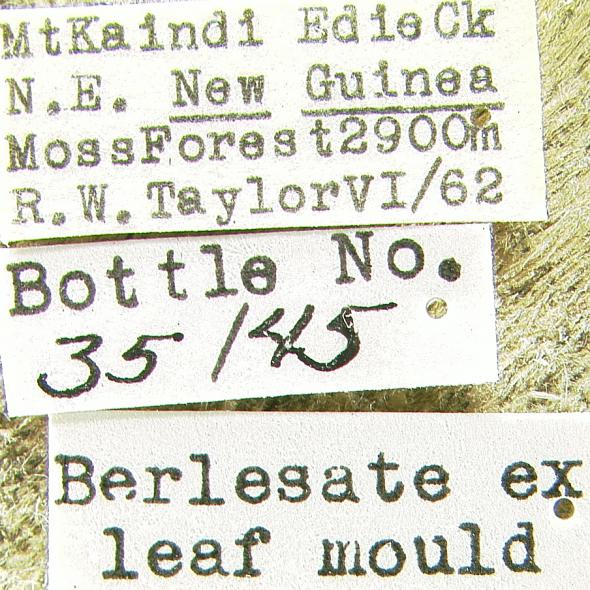 MtKaindi EdieCk
N.E. New Guinea
MossForest2900m
R.W.TaylorVI/62
Bottle No.
35/45
Berlesate ex
leaf mould